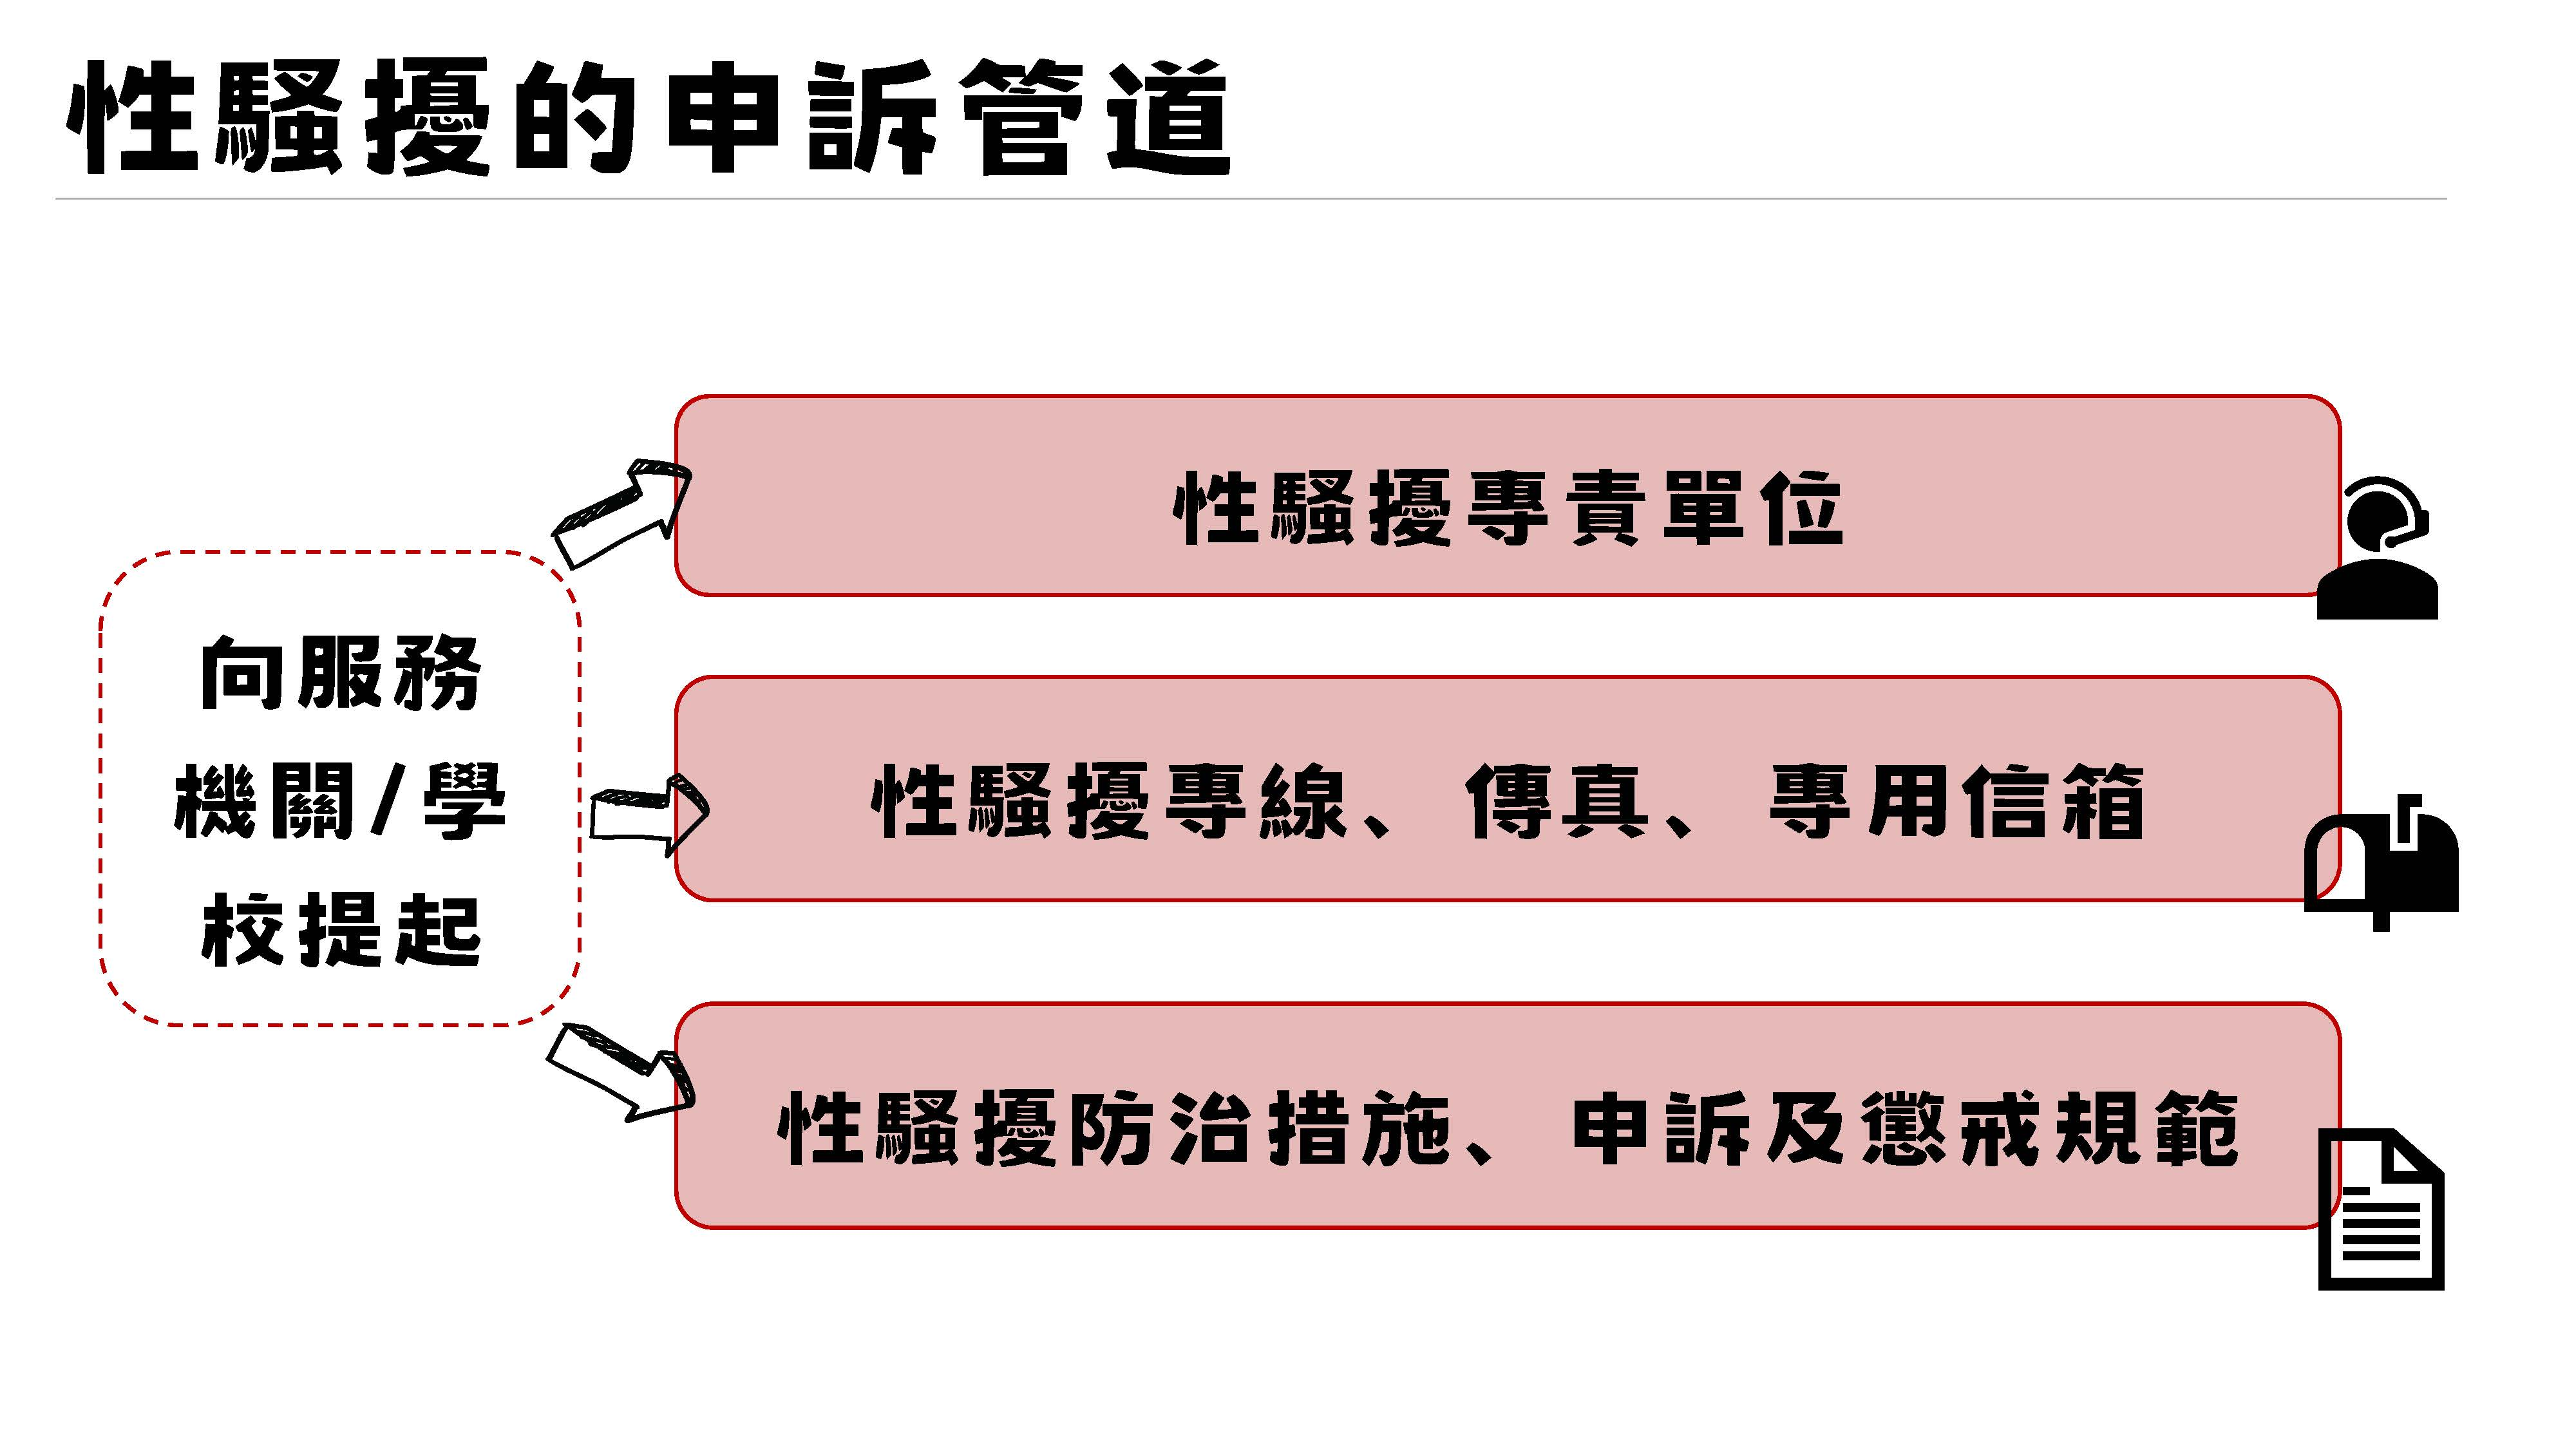 性騷擾的申訴管道
向服務
機關/學
校提起
性騷擾專責單位
性騷擾專線、傳真、專用信箱
性騷擾防治措施、申訴及懲戒規範